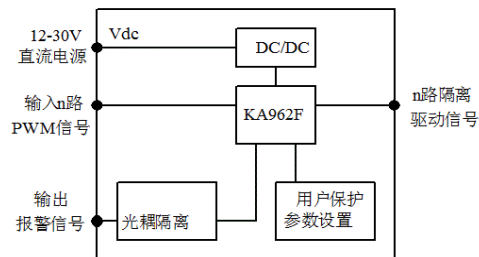 12-30V
直流电源
Vdc
DC/DC
输入n路
PWM信号
KA962F
n路隔离
驱动信号
输出
报警信号
光耦隔离
用户保护
参数设置